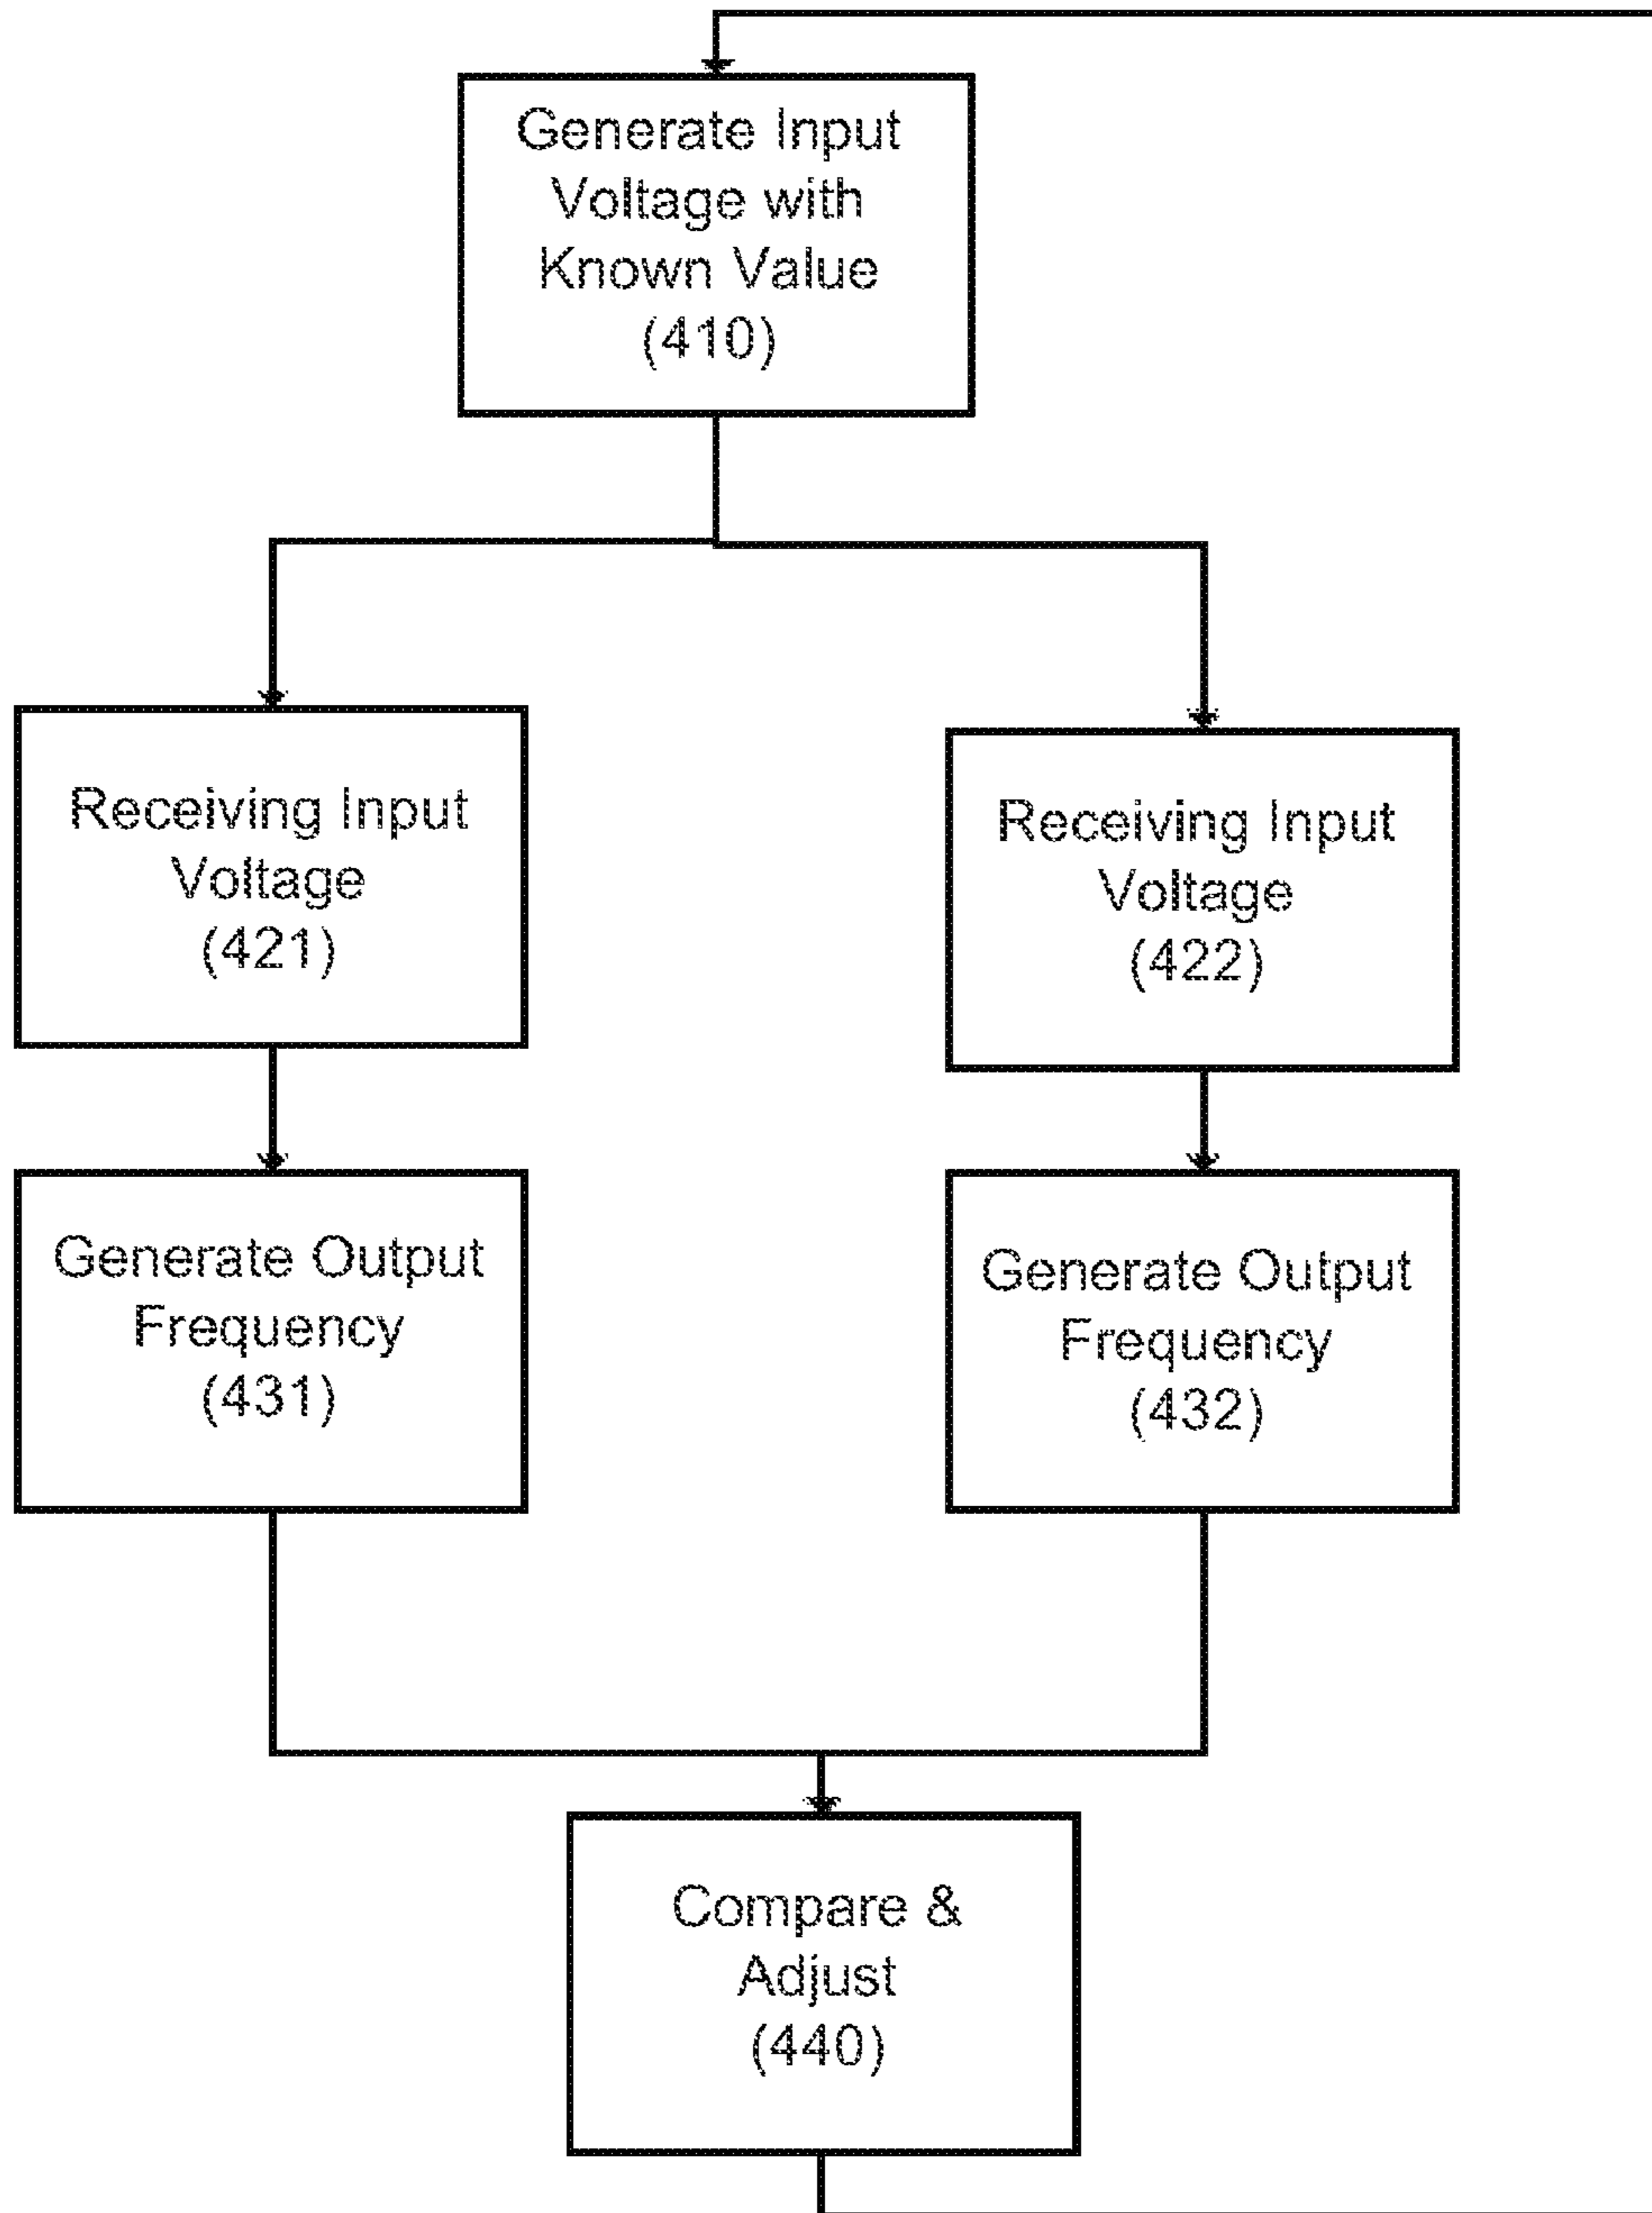 Generate Input
Voltage with
Known Value
(410)
Receiving Input
Voltage
(421)
Receiving Input
Voltage
(422)
Generate Output
Frequency
(431)
Generate Output
Frequency
(432)
Compare &
Adjust
(440)